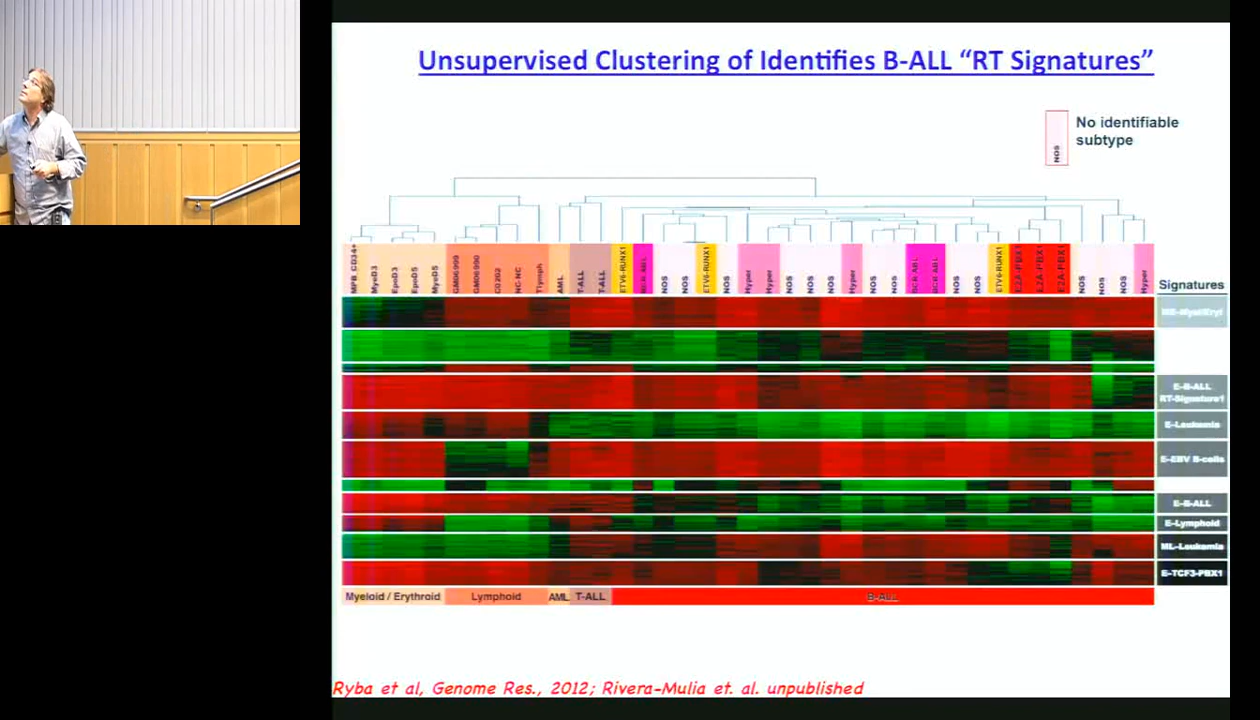 Unsupervised Clustering of Identifies B-ALL “RT Signatures”
NOS
No identifiable
subtype
MPB CD34+
MyoD3
EpoD3
EpoD5
MyoD5
GM06999
GM06990
C0202
NC-NC
Tlymph
AML
T-ALL
T-ALL
ETV6-RUNX1
BCR-ABL
NOS
NOS
ETV6-RUNX1
NOS
Hyper
Hyper
NOS
NOS
NOS
Hyper
NOS
NOS
BCR-ABL
BCR-ABL
NOS
NOS
ETV6-RUNX1
E2A-PBX1
E2A-PBX1
E2A-PBX1
NOS
NOS
NOS
Hyper
Signatures
E-B-ALL
RT-Signature1
E-Leukemia
E-EBV B-cells
E-B-ALL
E-Lymphoid
ML-Leukemia
E-TCF3-PBX1
Myeloid / Erythroid
Lymphoid
AML
T-ALL
B-ALL
Ryba et al, Genome Res., 2012; Rivera-Mulia et. al. unpublished